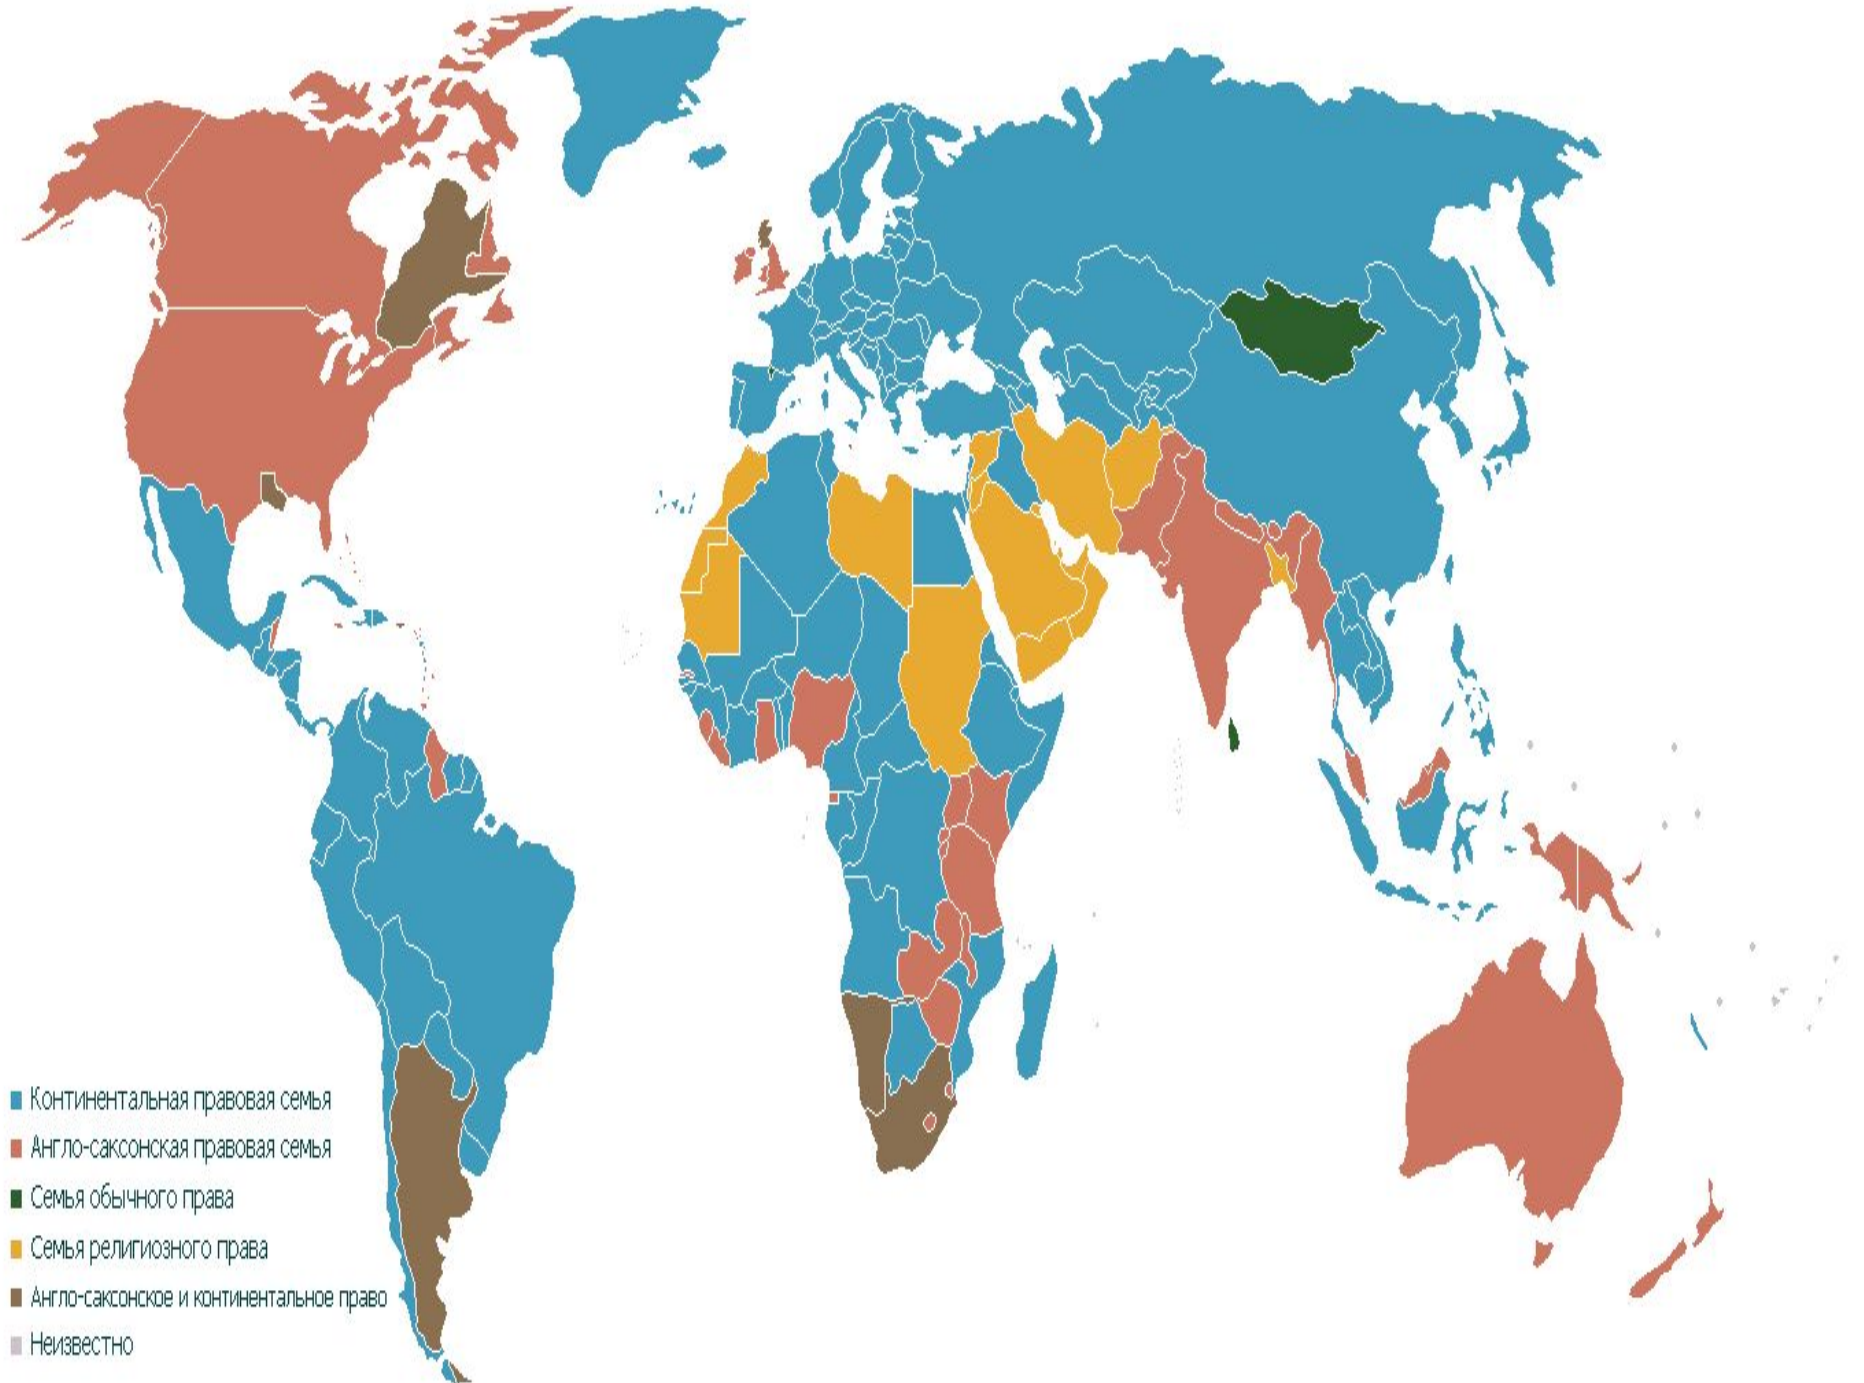 Континентальная правовая семья
Англо-саксонская правовая семья
Семья обычного права
Семья религиозного права
Англо-саксонское и континентальное право
Неизвестно